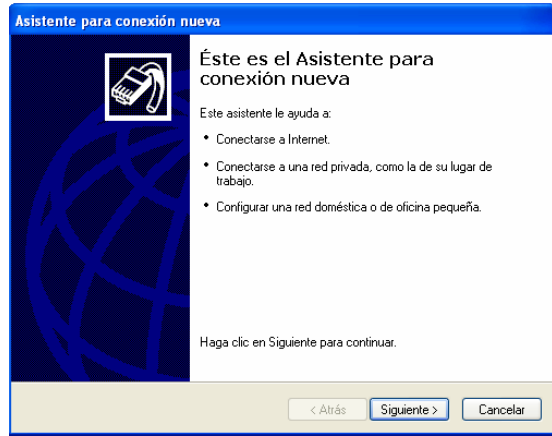 Asistente para conexión nueva
Éste es el Asistente para
conexión nueva
Este asistente le ayuda a:
• Conectarse a Internet.
• Conectarse a una red privada, como la de su lugar de
trabajo.
• Configurar una red doméstica o de oficina pequeña.
Haga clic en Siguiente para continuar.
< Atrás Siguiente > Cancelar